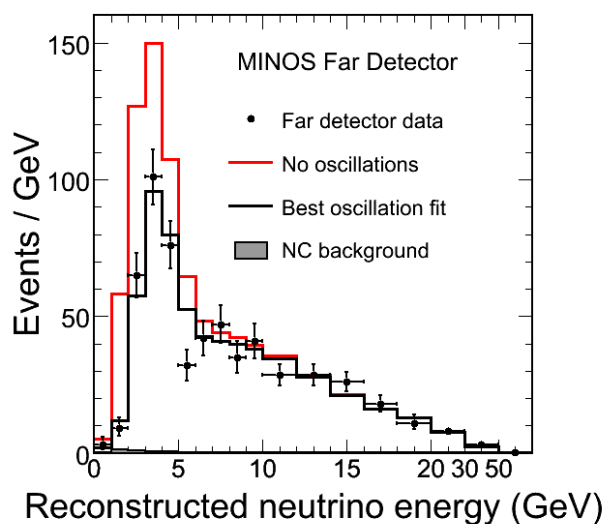 150
100
50
0
Events / GeV
MINOS Far Detector
Far detector data
No oscillations
Best oscillation fit
NC background
0 5 10 15 20 30 50
Reconstructed neutrino energy (GeV)